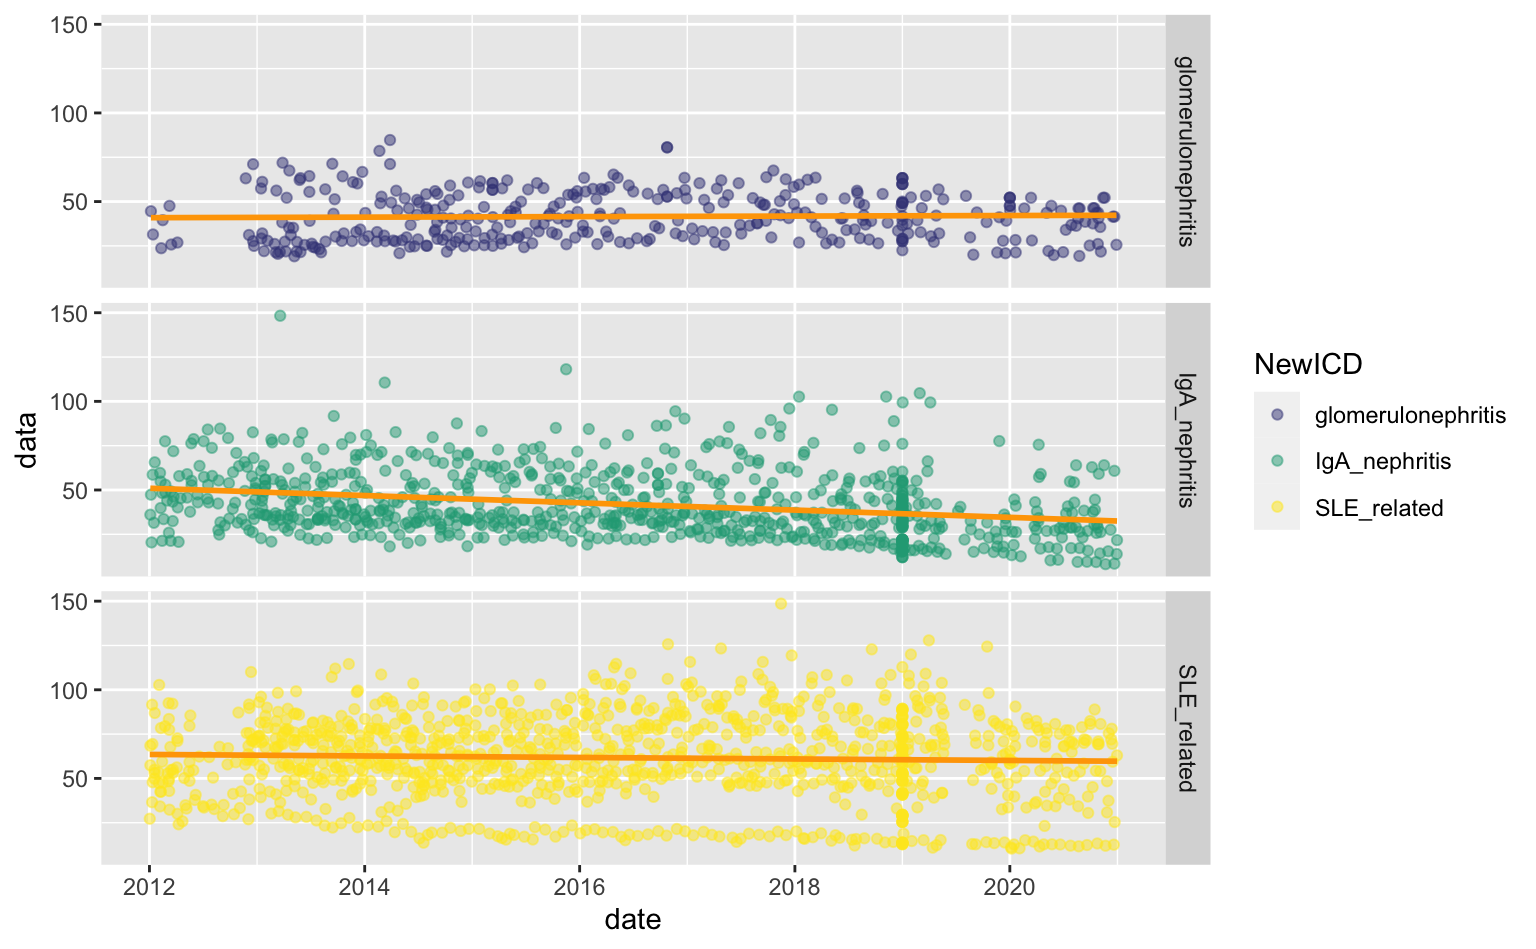 150
100
50
glomerulonephritis
150
100
50
IgA_nephritis
150
100
50
SLE_related
data
2012
2014
2016
2018
2020
date
NewICD
glomerulonephritis
IgA_nephritis
SLE_related